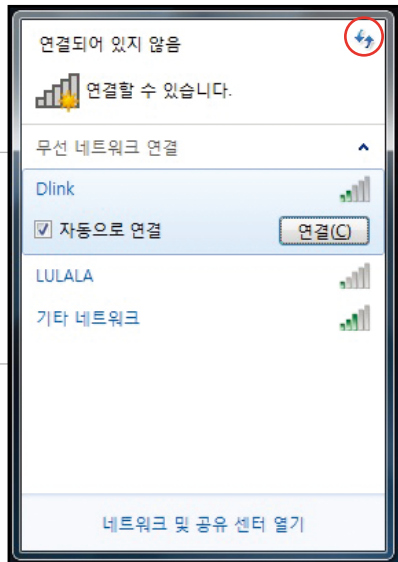 연결되어 있지 않음
연결할 수 있습니다.
무선 네트워크 연결
Dlink
자동으로 연결
연결(C)
LULALA
기타 네트워크
네트워크 및 공유 센터 열기